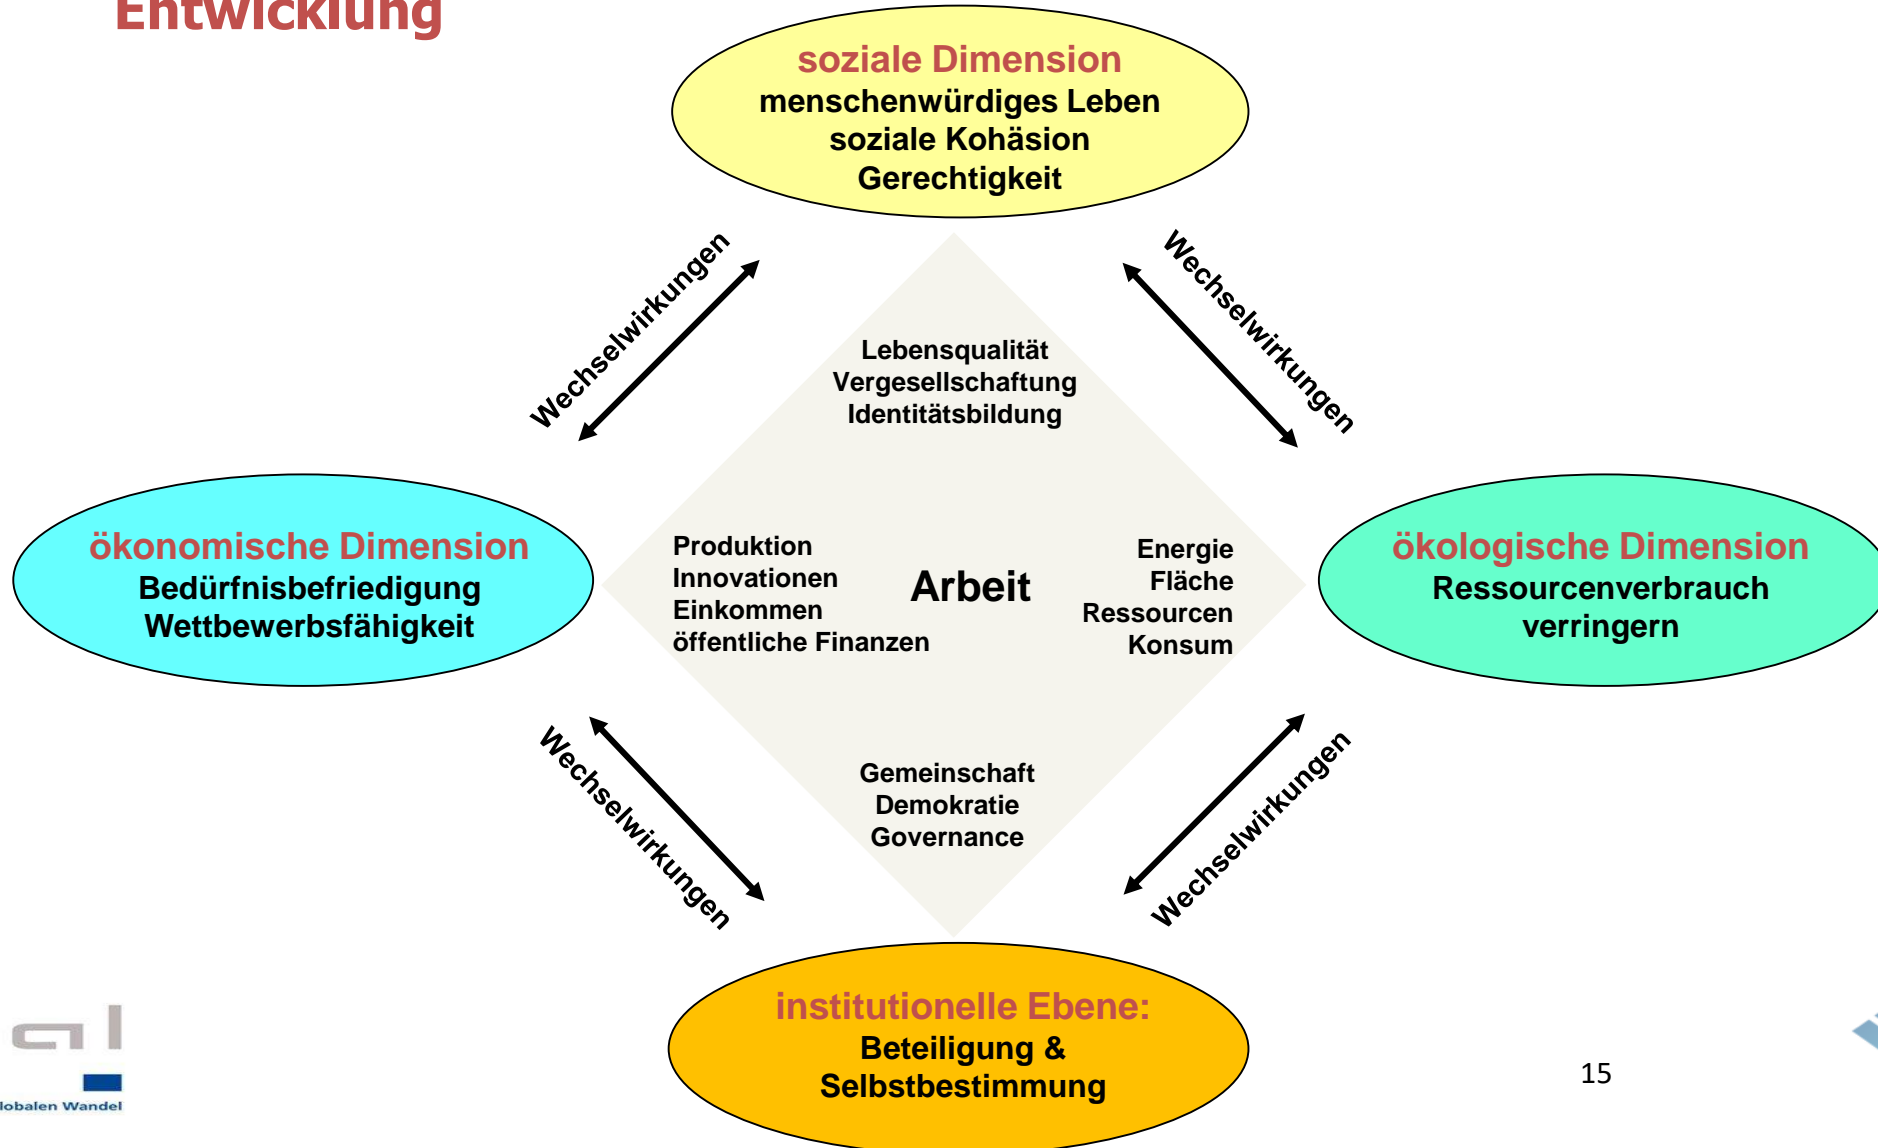 Entwicklung
soziale Dimension
menschenwürdiges Leben
soziale Kohäsion
Gerechtigkeit
Wechselwirkungen
Wechselwirkungen
Lebensqualität
Vergesellschaftung
Identitätsbildung
ökonomische Dimension
Bedürfnisbefriedigung
Wettbewerbsfähigkeit
Produktion
Innovationen
Einkommen
öffentliche Finanzen
Arbeit
Energie
Fläche
Ressourcen
Konsum
ökologische Dimension
Ressourcenverbrauch
verringern
Wechselwirkungen
Wechselwirkungen
Gemeinschaft
Demokratie
Governance
institutionelle Ebene:
Beteiligung &
Selbstbestimmung
lobalen Wandel
15